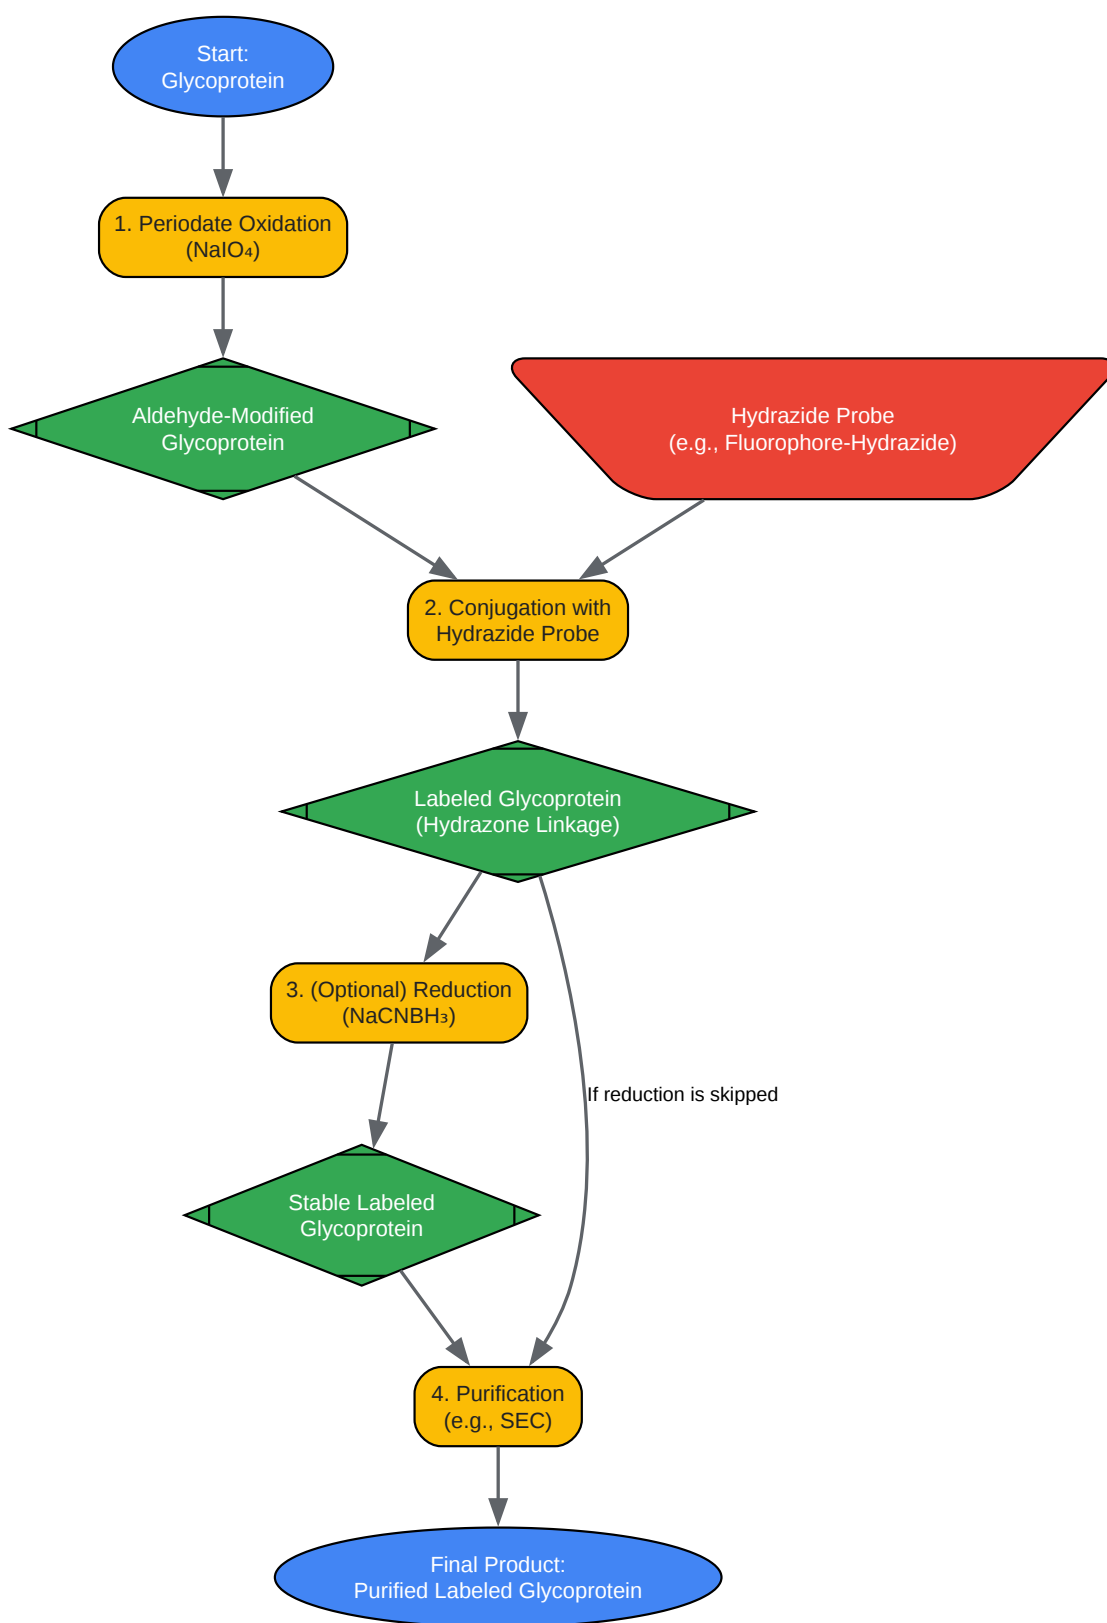 Start:
Glycoprotein
1. Periodate Oxidation
(NaIO₄)
Aldehyde-Modified
Glycoprotein
Hydrazide Probe
(e.g., Fluorophore-Hydrazide)
2. Conjugation with
Hydrazide Probe
Labeled Glycoprotein
(Hydrazone Linkage)
3. (Optional) Reduction
(NaCNBH₃)
If reduction is skipped
Stable Labeled
Glycoprotein
4. Purification
(e.g., SEC)
Final Product:
Purified Labeled Glycoprotein